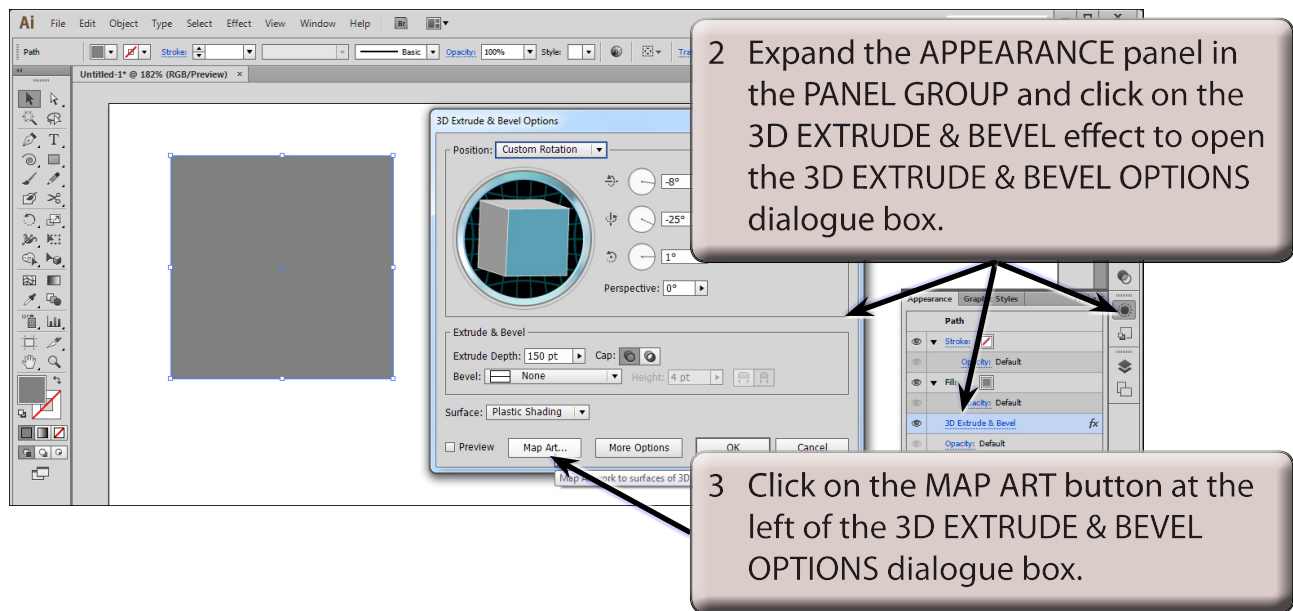 Ai File Edit Object Type Select Effect View Window Help Br
Path Stroke: Basic Opacity: 100% Style:
Untitled-1* @ 182% (RGB/Preview) ×
2 Expand the APPEARANCE panel in
the PANEL GROUP and click on the
3D EXTRUDE & BEVEL effect to open
the 3D EXTRUDE & BEVEL OPTIONS
dialogue box.
3D Extrude & Bevel Options
Position: Custom Rotation
-8°
-25°
1°
Perspective: 0°
Extrude & Bevel
Extrude Depth: 150 pt Cap:
Bevel: None Height: 4 pt
Surface: Plastic Shading
Preview Map Art... More Options OK Cancel
to surfaces of 3D
Appearance Graphic Styles
Path
Stroke:
Opacity: Default
Fill:
Opacity: Default
3D Extrude & Bevel fx
Opacity: Default
3 Click on the MAP ART button at the
left of the 3D EXTRUDE & BEVEL
OPTIONS dialogue box.